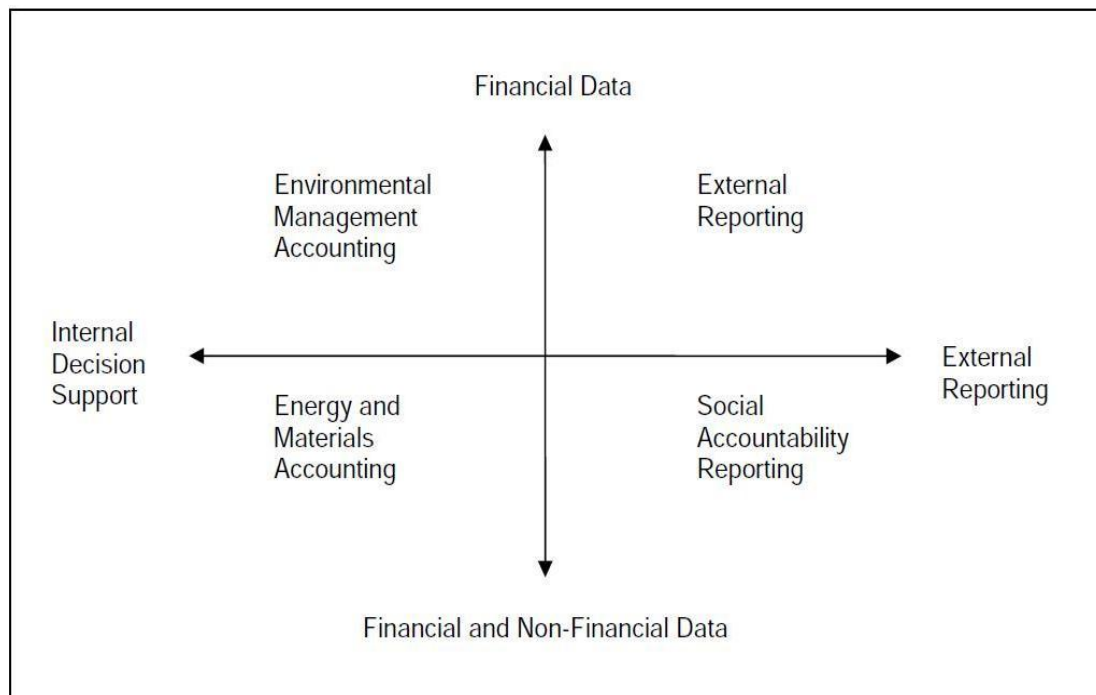 Financial Data
Environmental
Management
Accounting
External
Reporting
Internal
Decision
Support
External
Reporting
Energy and
Materials
Accounting
Social
Accountability
Reporting
Financial and Non-Financial Data